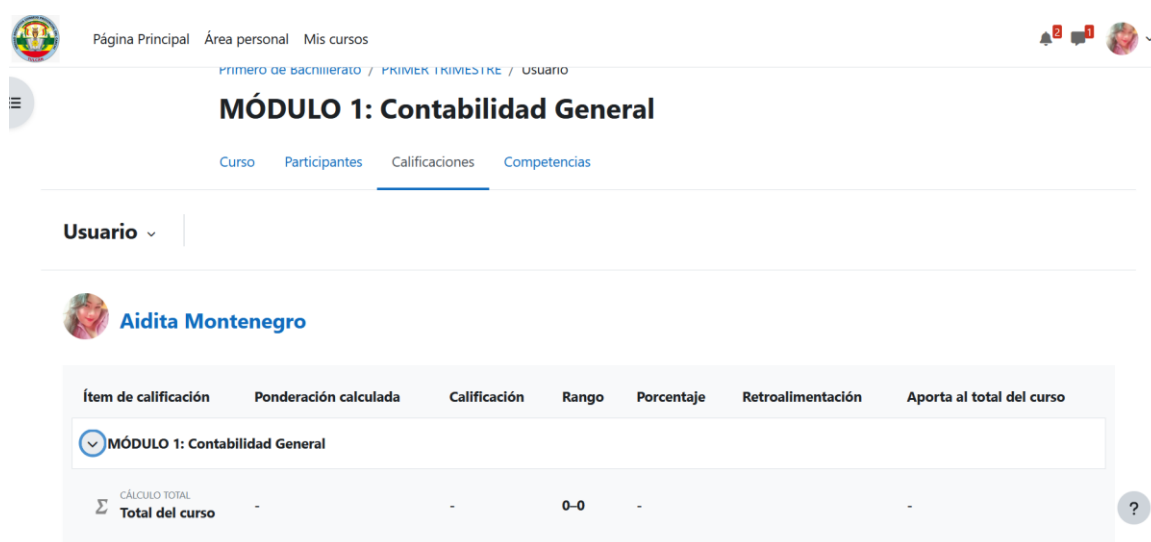 Página Principal Área personal Mis cursos 2 1
Primero de Bachillerato / PRIMER TRIMESTRE / Usuario
MÓDULO 1: Contabilidad General
Curso Participantes Calificaciones Competencias
Usuario
Aidita Montenegro
Ítem de calificación Ponderación calculada Calificación Rango Porcentaje Retroalimentación Aporta al total del curso
MÓDULO 1: Contabilidad General
CÁLCULO TOTAL
Σ Total del curso - - 0–0 - -
?